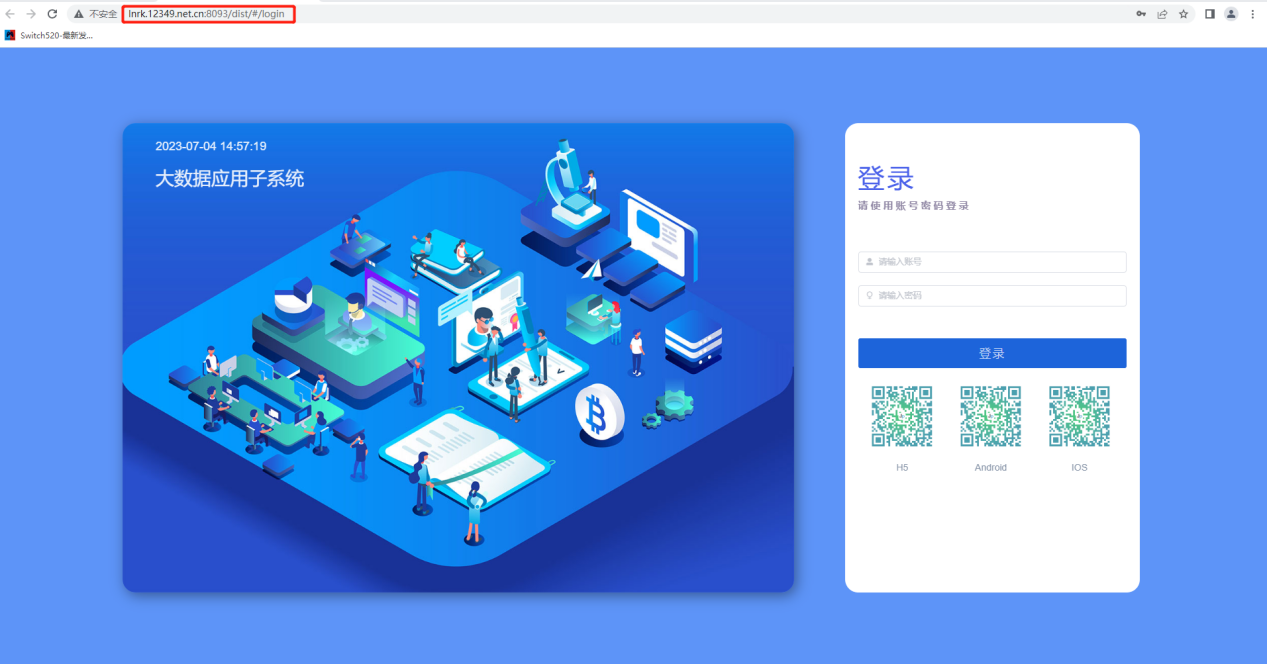 不安全 lnrk.12349.net.cn:8093/dist/#/login
Switch520-最新发...
2023-07-04 14:57:19
大数据应用子系统
登录
请使用账号密码登录
请输入账号
请输入密码
登录
H5 Android IOS